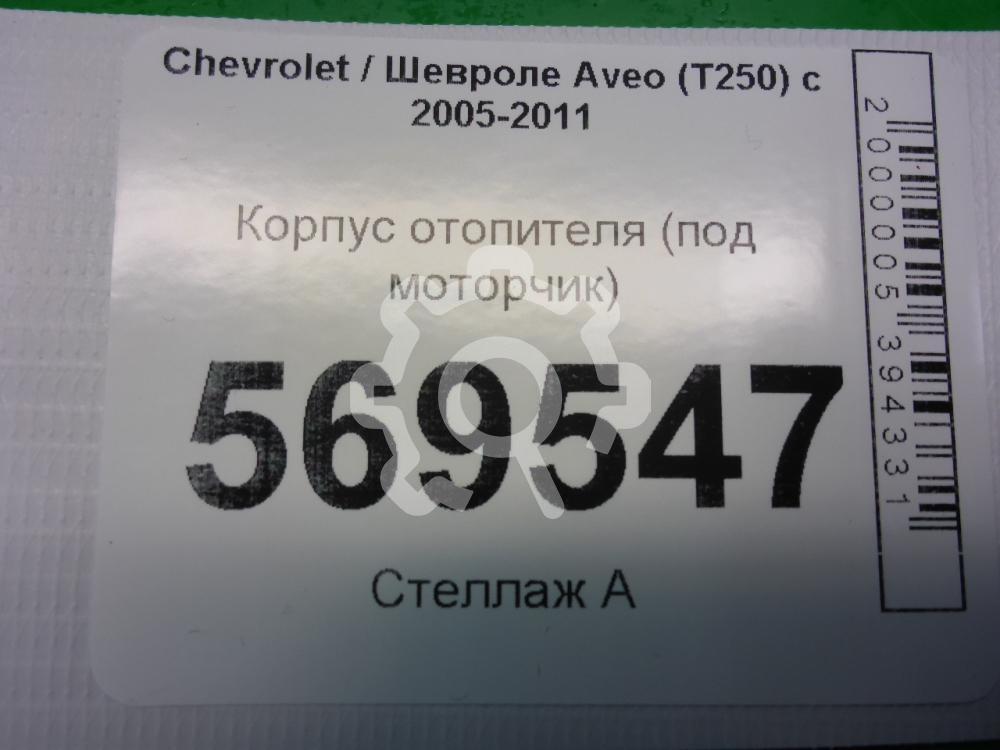 Chevrolet / Шевроле Aveo (T250) с
2005-2011
Корпус отопителя (под
моторчик)
569547
Стеллаж А
2000005394331